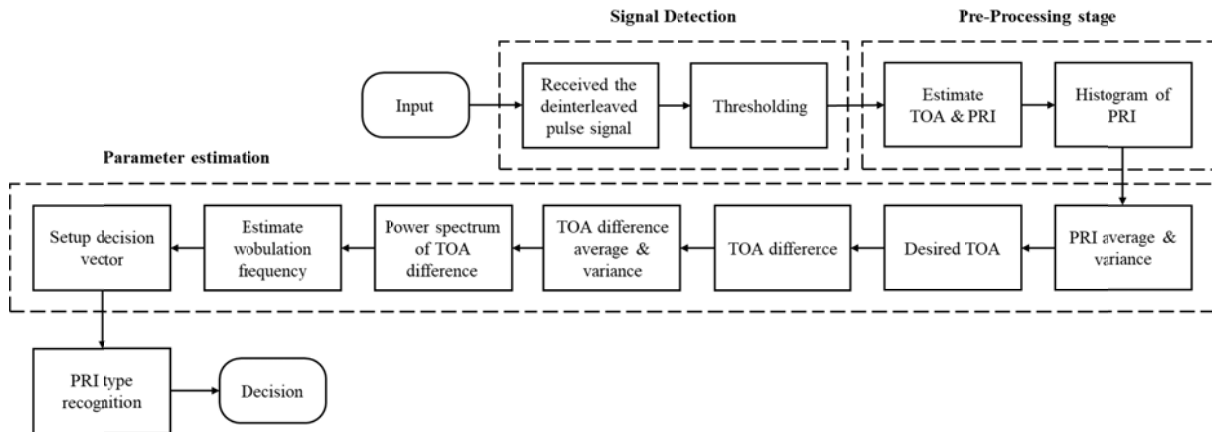 Signal Detection
Pre-Processing stage
Input
Received the
deinterleaved
pulse signal
Thresholding
Estimate
TOA & PRI
Histogram of
PRI
Parameter estimation
Setup decision
vector
Estimate
wobulation
frequency
Power spectrum
of TOA
difference
TOA difference
average &
variance
TOA difference
Desired TOA
PRI average &
variance
PRI type
recognition
Decision